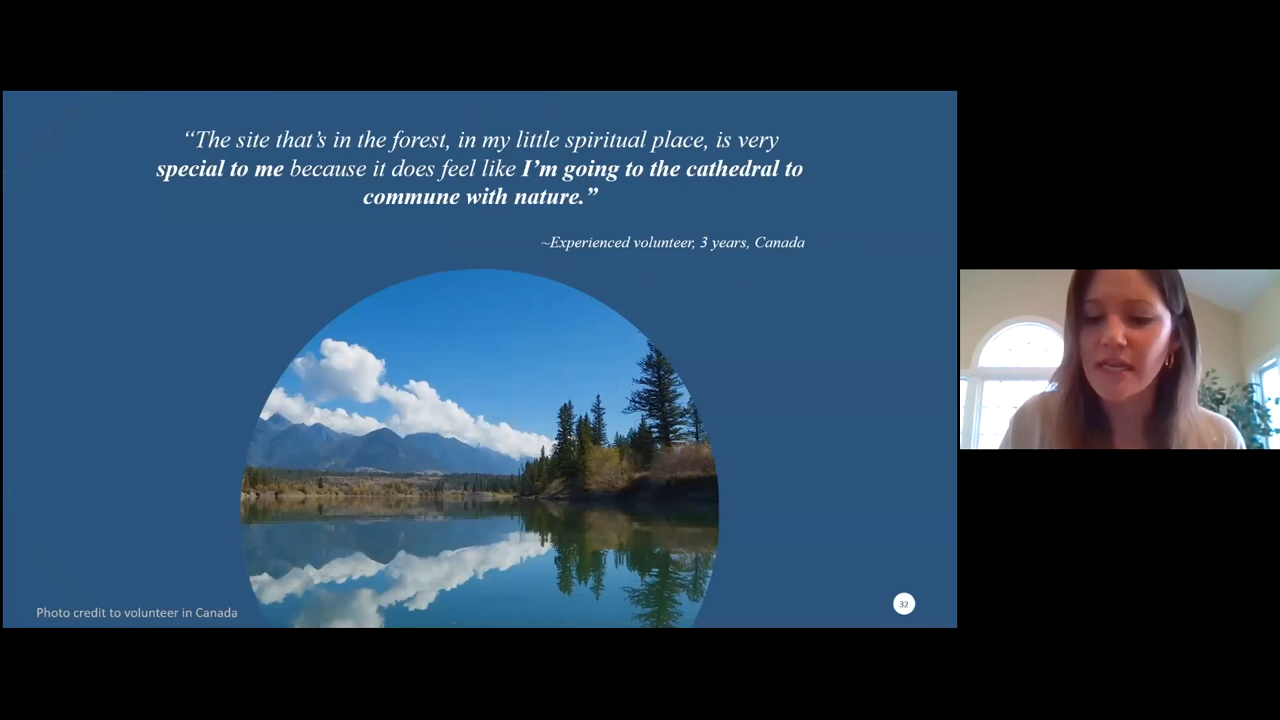 “The site that’s in the forest, in my little spiritual place, is very
special to me because it does feel like I’m going to the cathedral to
commune with nature.”
~Experienced volunteer, 3 years, Canada
Photo credit to volunteer in Canada
32